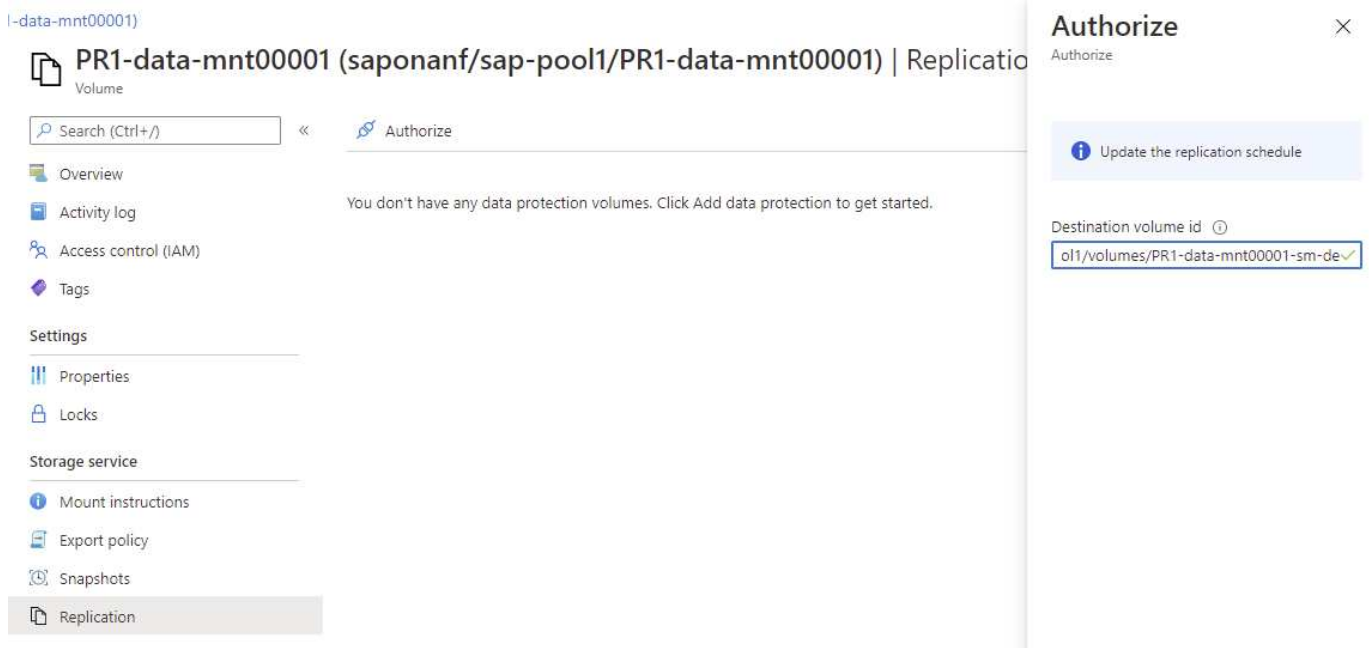 l-data-mnt00001)
PR1-data-mnt00001 (saponanf/sap-pool1/PR1-data-mnt00001) | Replicatio
Volume
Search (Ctrl+/)
«
Overview
Activity log
Access control (IAM)
Tags
Settings
Properties
Locks
Storage service
Mount instructions
Export policy
Snapshots
Replication
Authorize
You don't have any data protection volumes. Click Add data protection to get started.
Authorize
Authorize
Update the replication schedule
Destination volume id
ol1/volumes/PR1-data-mnt00001-sm-de